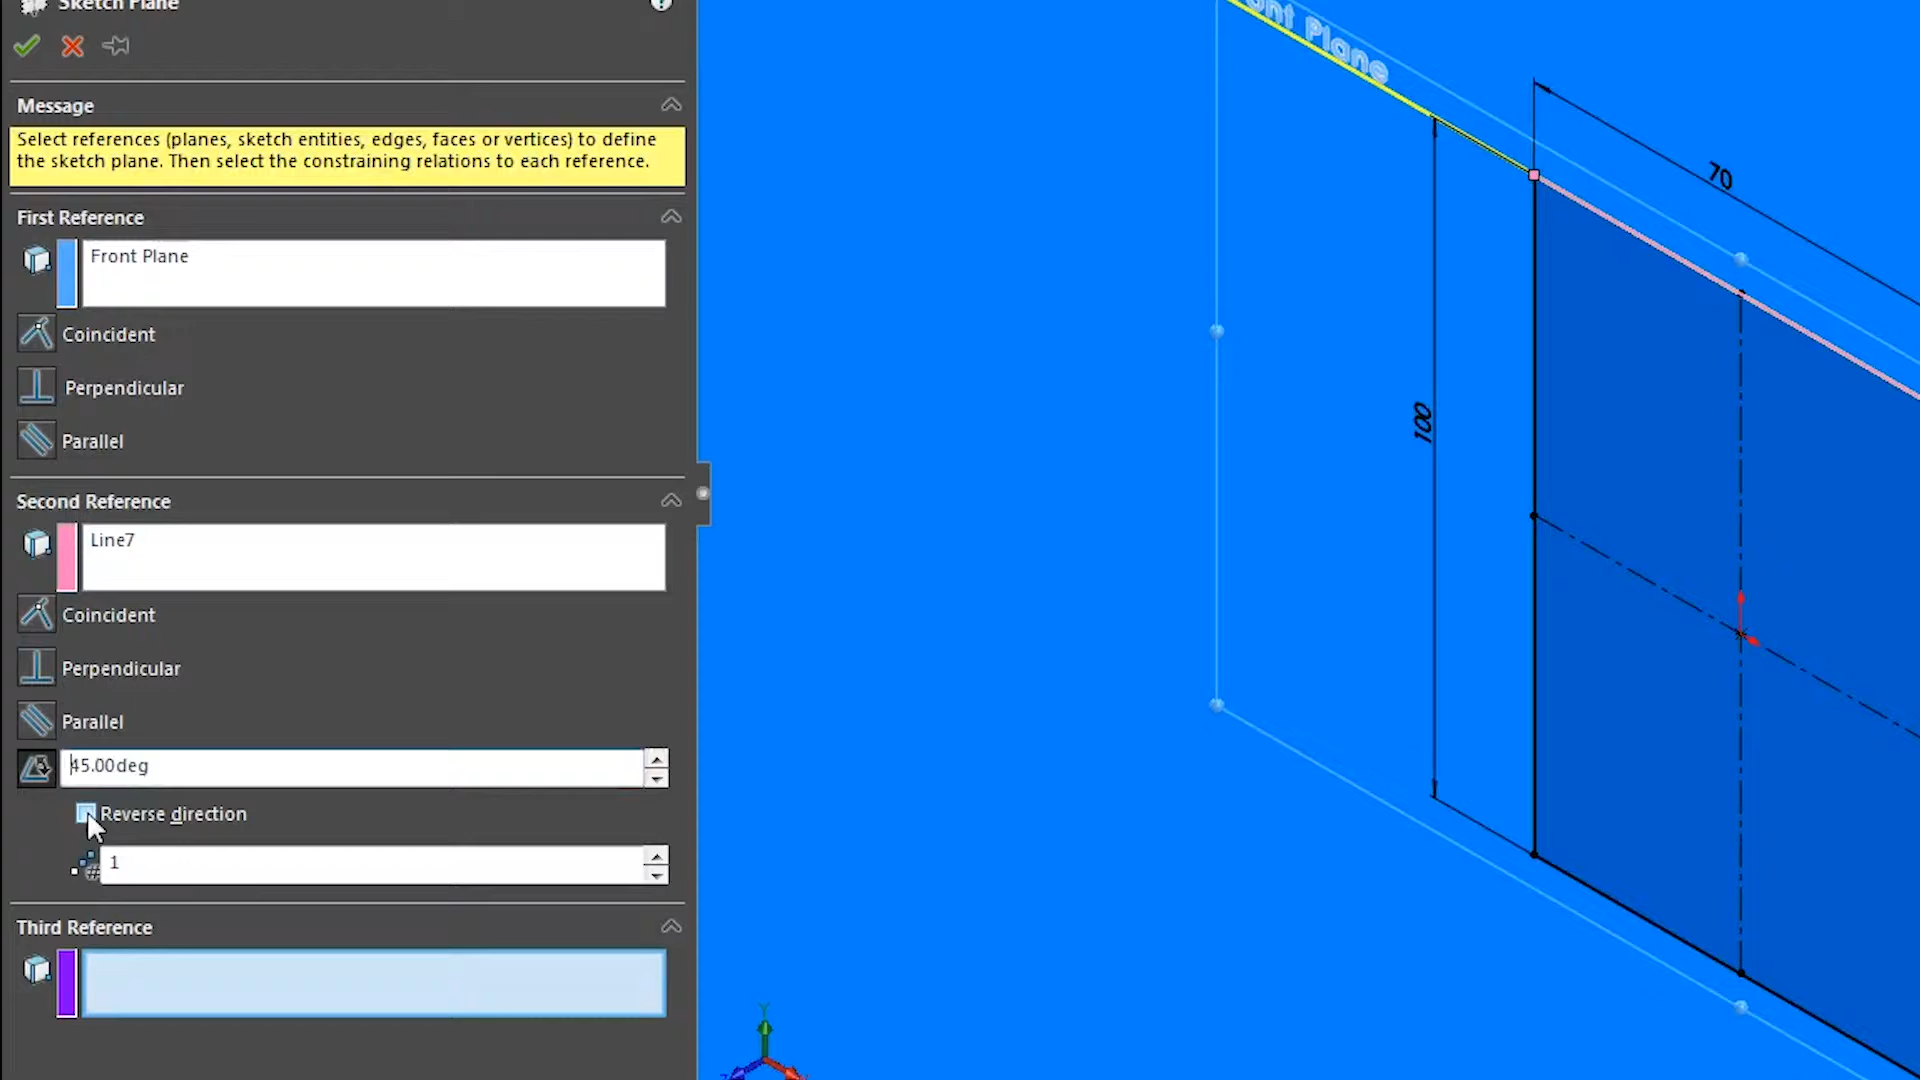 Sketch Plane
Message
Select references (planes, sketch entities, edges, faces or vertices) to define
the sketch plane. Then select the constraining relations to each reference.
First Reference
Front Plane
Coincident
Perpendicular
Parallel
Second Reference
Line7
Coincident
Perpendicular
Parallel
45.00deg
Reverse direction
1
Third Reference
Front Plane
70
100
Y